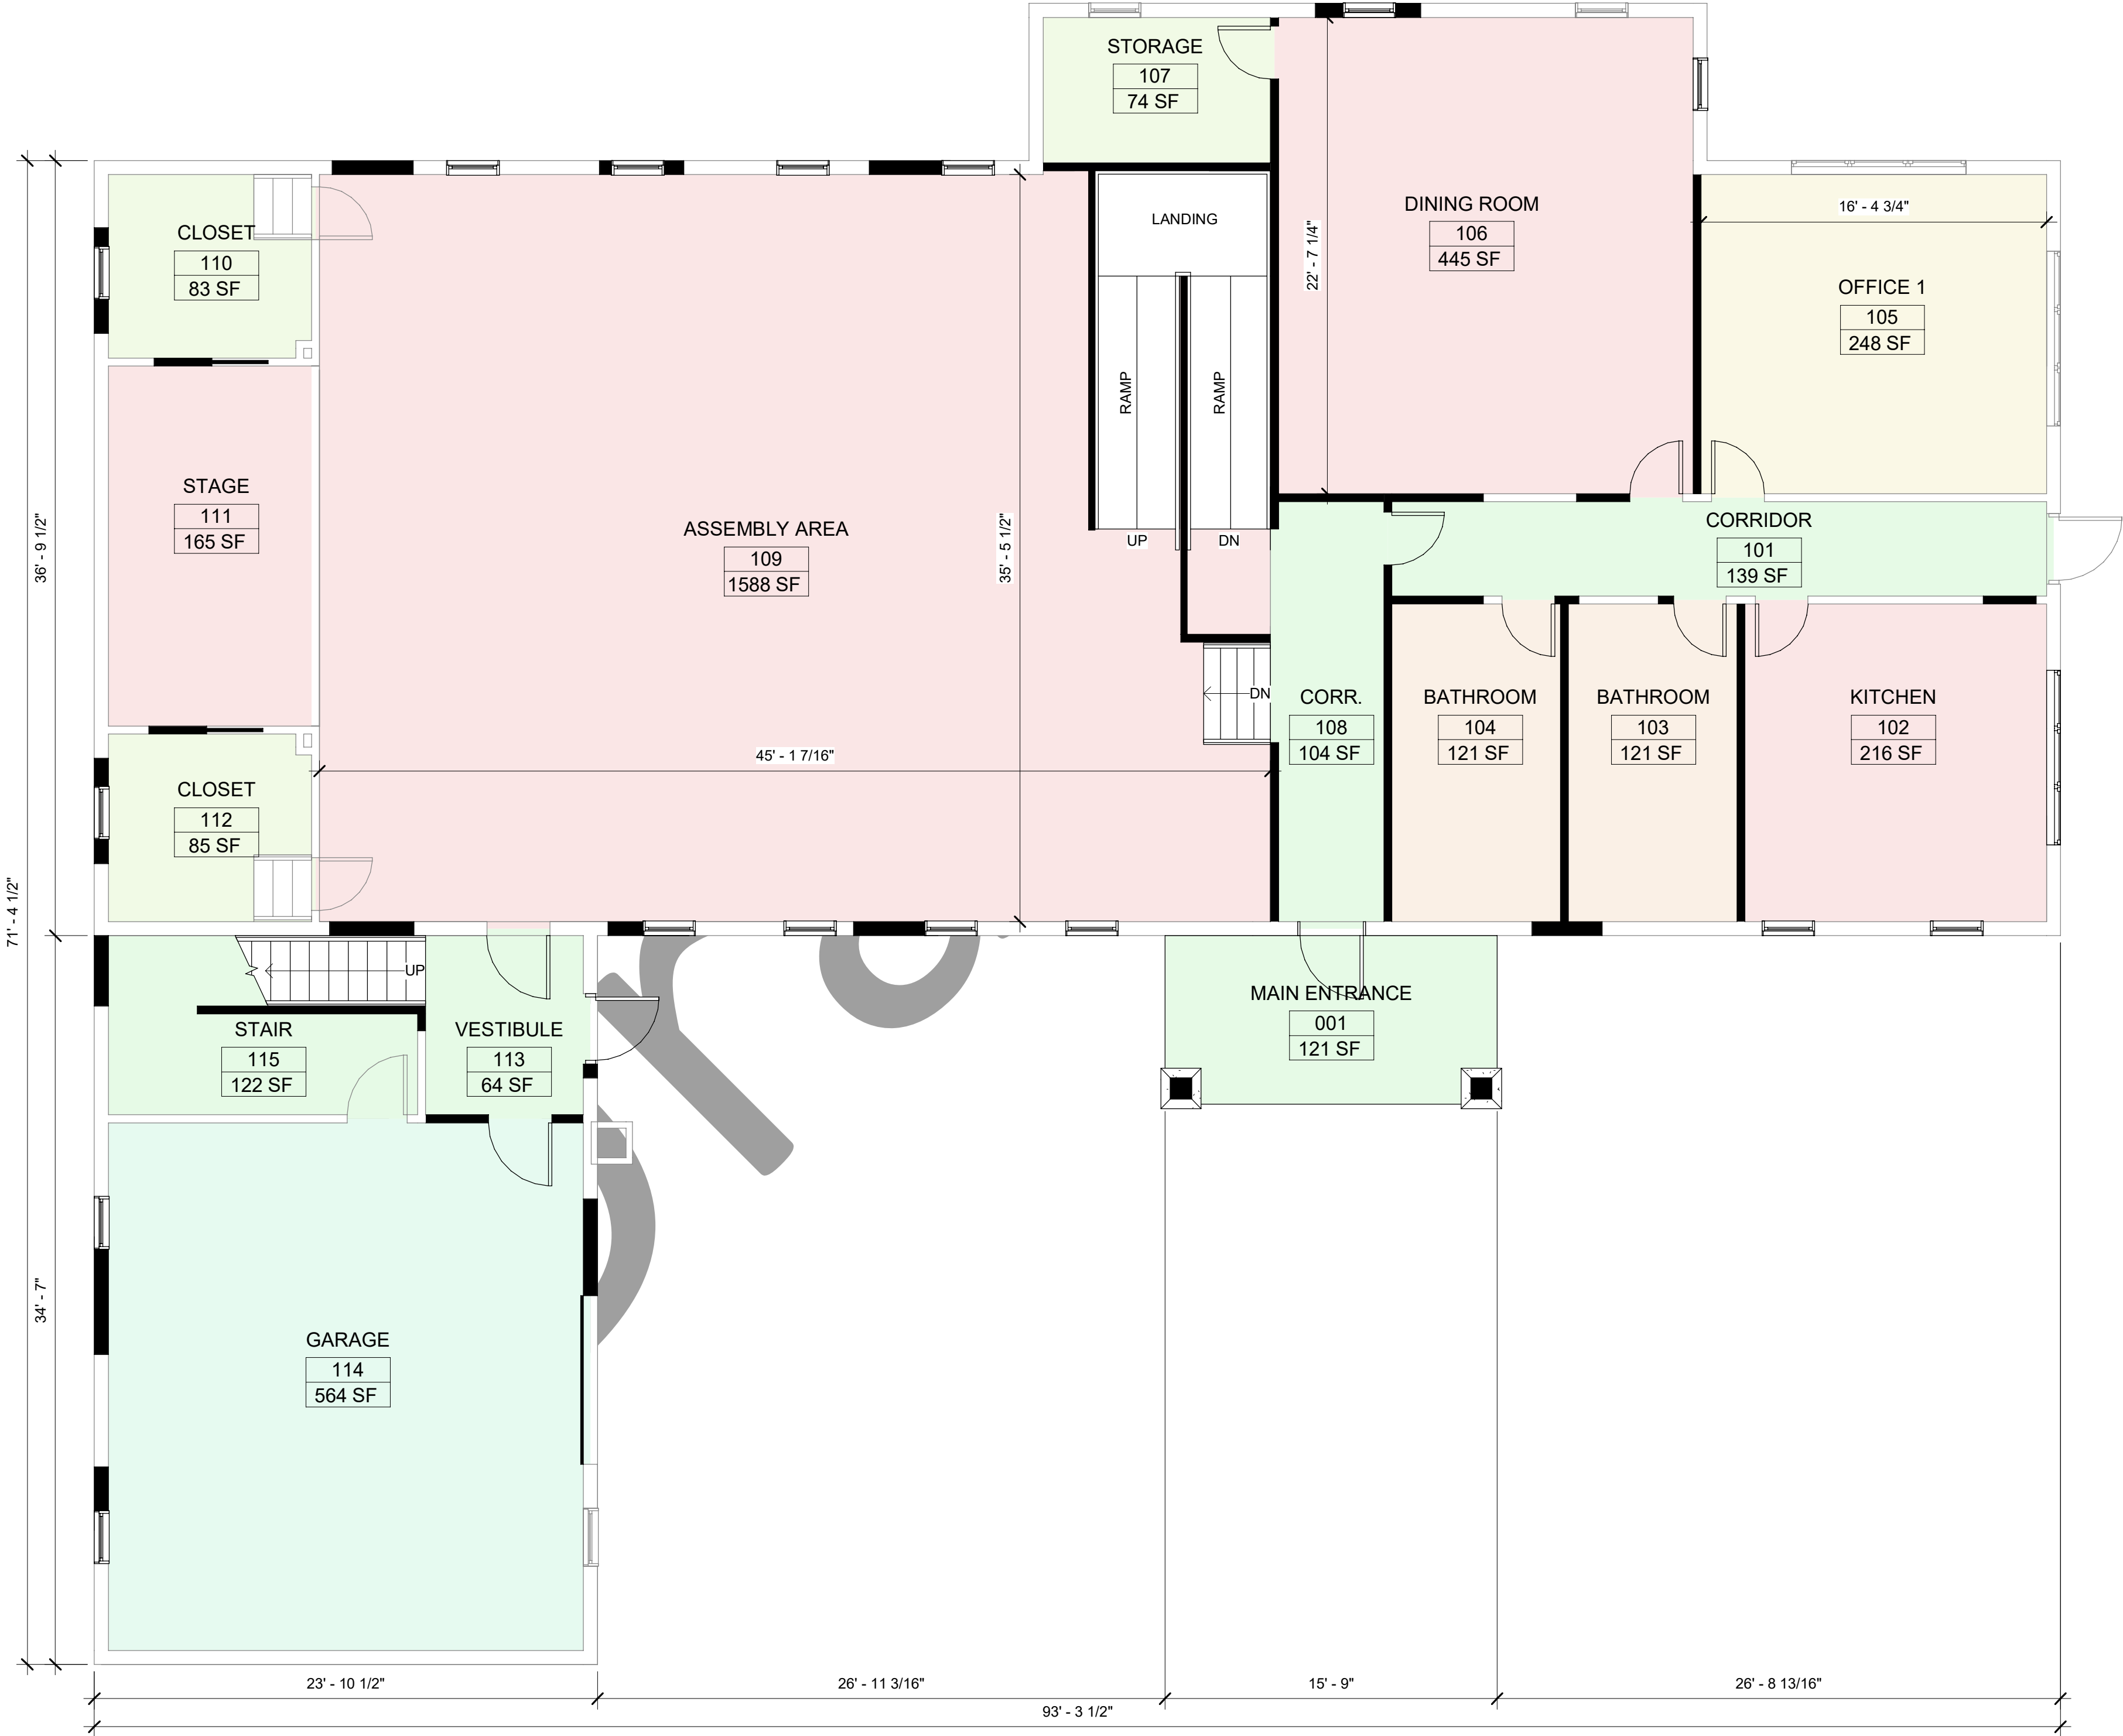 STORAGE
107
74 SF
DINING ROOM
106
445 SF
22' - 7 1/4"
16' - 4 3/4"
OFFICE 1
105
248 SF
LANDING
RAMP
RAMP
UP
DN
CLOSET
110
83 SF
STAGE
111
165 SF
ASSEMBLY AREA
109
1588 SF
35' - 5 1/2"
45' - 1 7/16"
CORRIDOR
101
139 SF
DN
CORR.
108
104 SF
BATHROOM
104
121 SF
BATHROOM
103
121 SF
KITCHEN
102
216 SF
CLOSET
112
85 SF
36' - 9 1/2"
71' - 4 1/2"
34' - 7"
UP
STAIR
115
122 SF
VESTIBULE
113
64 SF
MAIN ENTRANCE
001
121 SF
GARAGE
114
564 SF
23' - 10 1/2"
26' - 11 3/16"
15' - 9"
26' - 8 13/16"
93' - 3 1/2"